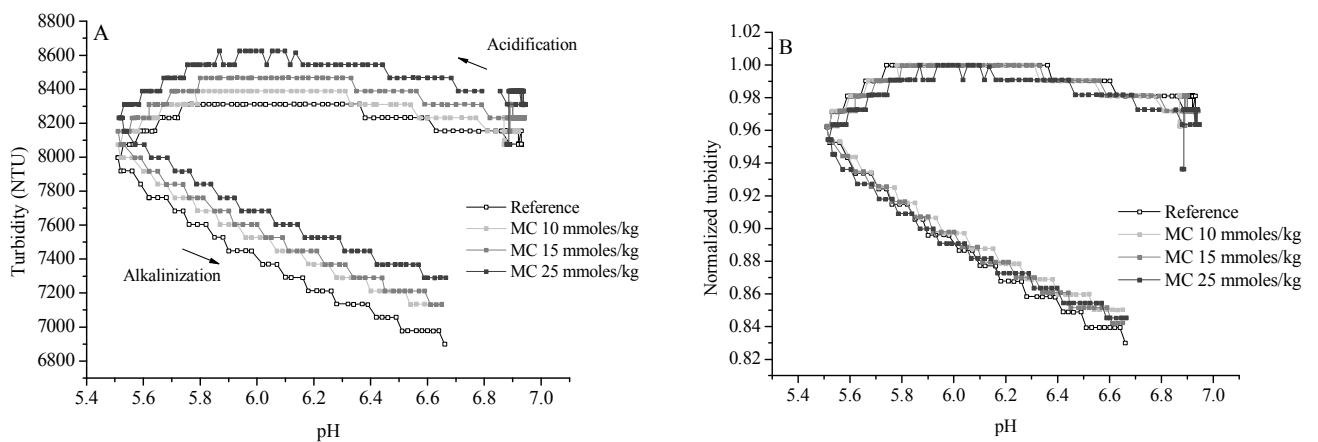 A
Turbidity (NTU)
8800
8600
8400
8200
8000
7800
7600
7400
7200
7000
6800
5.4 5.6 5.8 6.0 6.2 6.4 6.6 6.8 7.0
pH
Acidification
Alkalinization
Reference
MC 10 mmoles/kg
MC 15 mmoles/kg
MC 25 mmoles/kg
B
Normalized turbidity
1.02
1.00
0.98
0.96
0.94
0.92
0.90
0.88
0.86
0.84
0.82
5.4 5.6 5.8 6.0 6.2 6.4 6.6 6.8 7.0
pH
Reference
MC 10 mmoles/kg
MC 15 mmoles/kg
MC 25 mmoles/kg